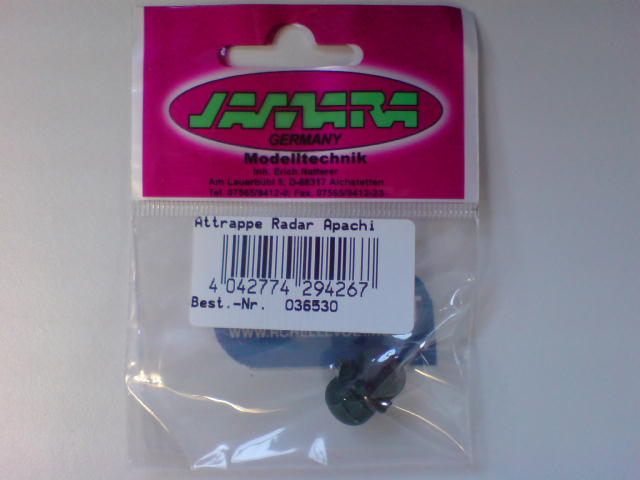 JAMARA
GERMANY
Modelltechnik
Inh. Erich Natterer
Am Lauerbühl 5, D-88317 Aichstetten
Tel. 07565/9412-0; Fax. 07565/9412-23
Attrappe Radar Apachi
4 042774 294267
Best.-Nr. 036530